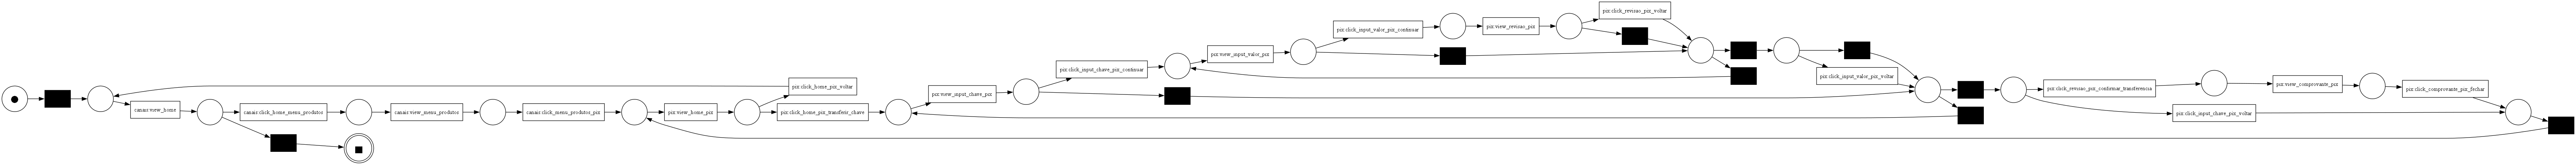 pix:click_revisao_pix_voltar
pix:click_input_valor_pix_continuar
pix:view_revisao_pix
pix:view_input_valor_pix
pix:click_input_chave_pix_continuar
pix:click_input_valor_pix_voltar
pix:click_home_pix_voltar
pix:view_input_chave_pix
pix:click_revisao_pix_confirmar_transferencia
pix:view_comprovante_pix
pix:click_comprovante_pix_fechar
canais:view_home
canais:click_home_menu_produtos
canais:view_menu_produtos
canais:click_menu_produtos_pix
pix:view_home_pix
pix:click_home_pix_transferir_chave
pix:click_input_chave_pix_voltar